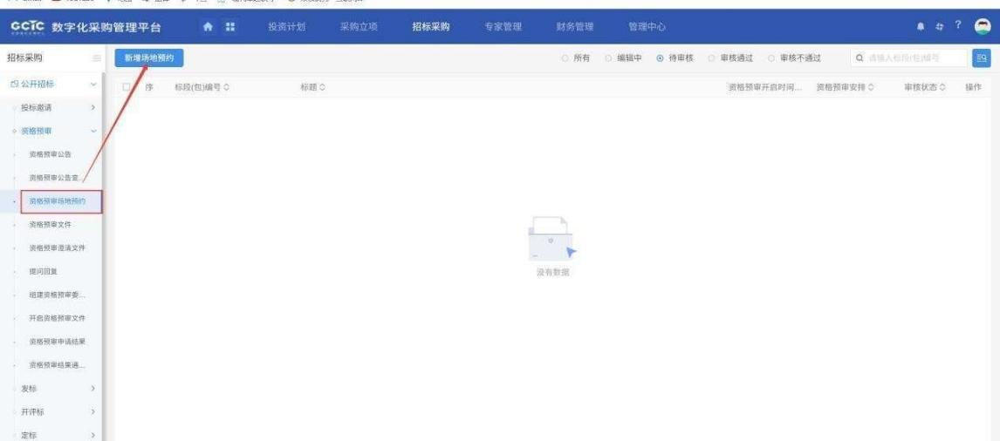 GCTC 数字化采购管理平台 投资计划 采购立项 招标采购 专家管理 财务管理 管理中心 ?
招标采购
新增场地预约 所有 编辑中 待审核 审核通过 审核不通过 请输入标段(包)编号
公开招标
序 标段(包)编号 标题 资格预审开启时间... 资格预审安排 审核状态 操作
投标邀请
资格预审
资格预审公告
资格预审公告变...
资格预审场地预约
资格预审文件
资格预审澄清文件
提问回复
组建资格预审委...
开启资格预审文件
资格预审申请结果
资格预审结果通...
发标
开评标
定标
没有数据